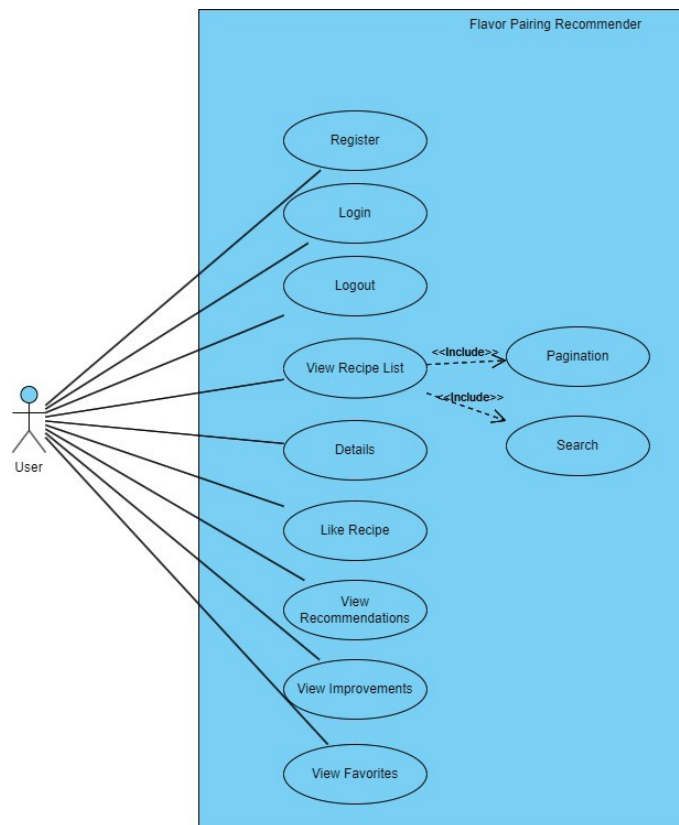 Flavor Pairing Recommender
Register
Login
Logout
View Recipe List
<<Include>>
Pagination
<<Include>>
Search
User
Details
Like Recipe
View
Recommendations
View Improvements
View Favorites